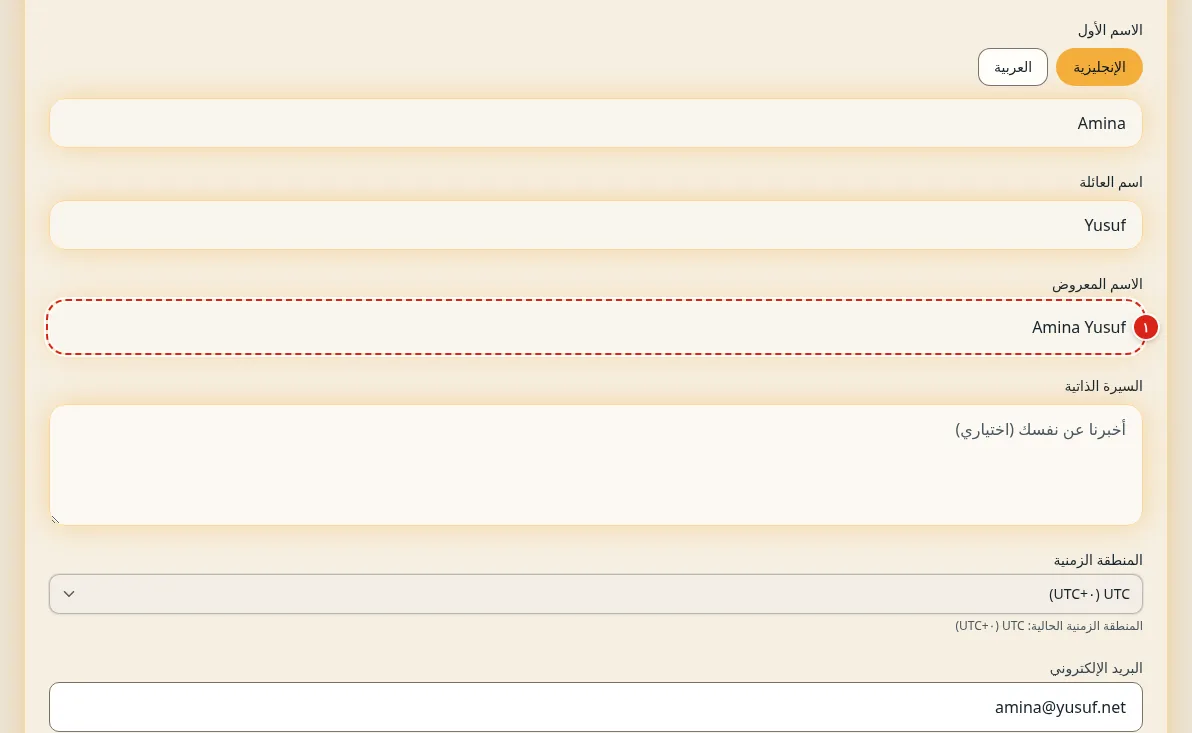 الاسم الأول
الإنجليزية العربية
Amina
اسم العائلة
Yusuf
الاسم المعروض
١ Amina Yusuf
السيرة الذاتية
أخبرنا عن نفسك (اختياري)
المنطقة الزمنية
UTC (UTC+٠)
المنطقة الزمنية الحالية: UTC (UTC+٠)
البريد الإلكتروني
amina@yusuf.net